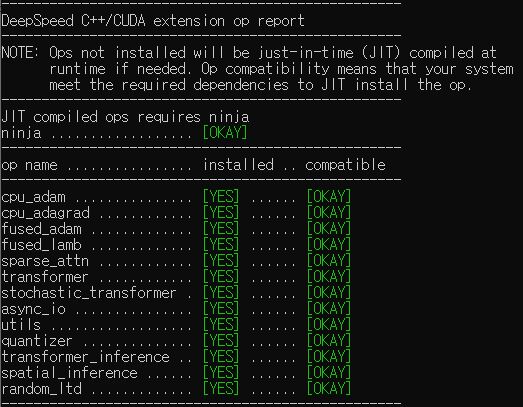 --------------------------------------------------
DeepSpeed C++/CUDA extension op report
--------------------------------------------------
NOTE: Ops not installed will be just-in-time (JIT) compiled at
      runtime if needed. Op compatibility means that your system
      meet the required dependencies to JIT install the op.
--------------------------------------------------
JIT compiled ops requires ninja
ninja .................. [OKAY]
--------------------------------------------------
op name ................ installed .. compatible
--------------------------------------------------
cpu_adam ............... [YES] ...... [OKAY]
cpu_adagrad ............ [YES] ...... [OKAY]
fused_adam ............. [YES] ...... [OKAY]
fused_lamb ............. [YES] ...... [OKAY]
sparse_attn ............ [YES] ...... [OKAY]
transformer ............ [YES] ...... [OKAY]
stochastic_transformer . [YES] ...... [OKAY]
async_io ............... [YES] ...... [OKAY]
utils .................. [YES] ...... [OKAY]
quantizer .............. [YES] ...... [OKAY]
transformer_inference .. [YES] ...... [OKAY]
spatial_inference ...... [YES] ...... [OKAY]
random_ltd ............. [YES] ...... [OKAY]
--------------------------------------------------